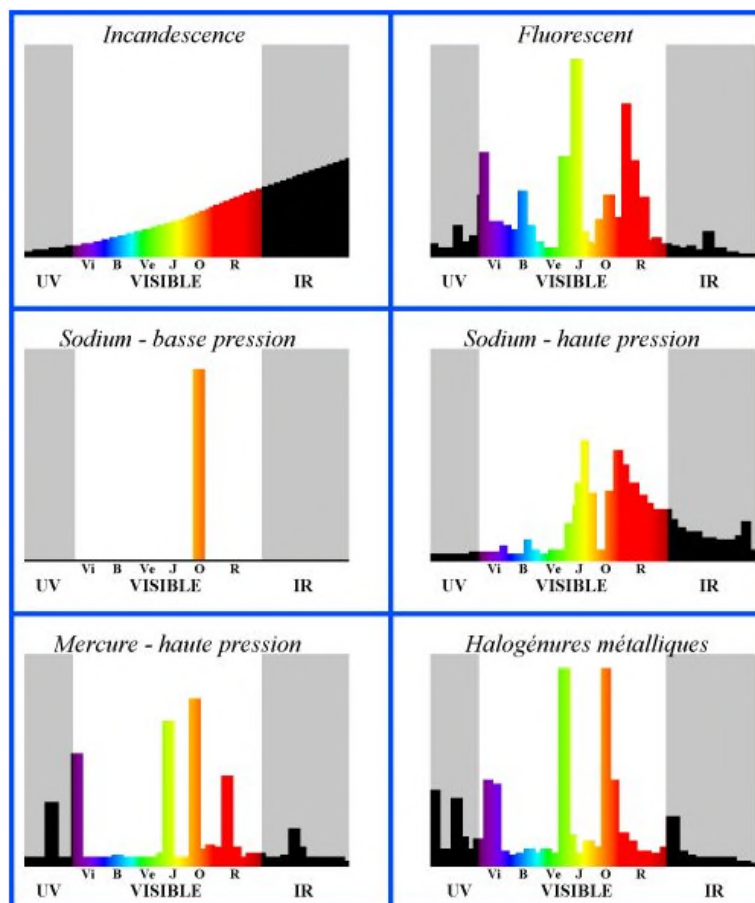 Incandescence
Vi B Ve J O R
UV VISIBLE IR
Fluorescent
Vi B Ve J O R
UV VISIBLE IR
Sodium - basse pression
Vi B Ve J O R
UV VISIBLE IR
Sodium - haute pression
Vi B Ve J O R
UV VISIBLE IR
Mercure - haute pression
Vi B Ve J O R
UV VISIBLE IR
Halogénures métalliques
Vi B Ve J O R
UV VISIBLE IR